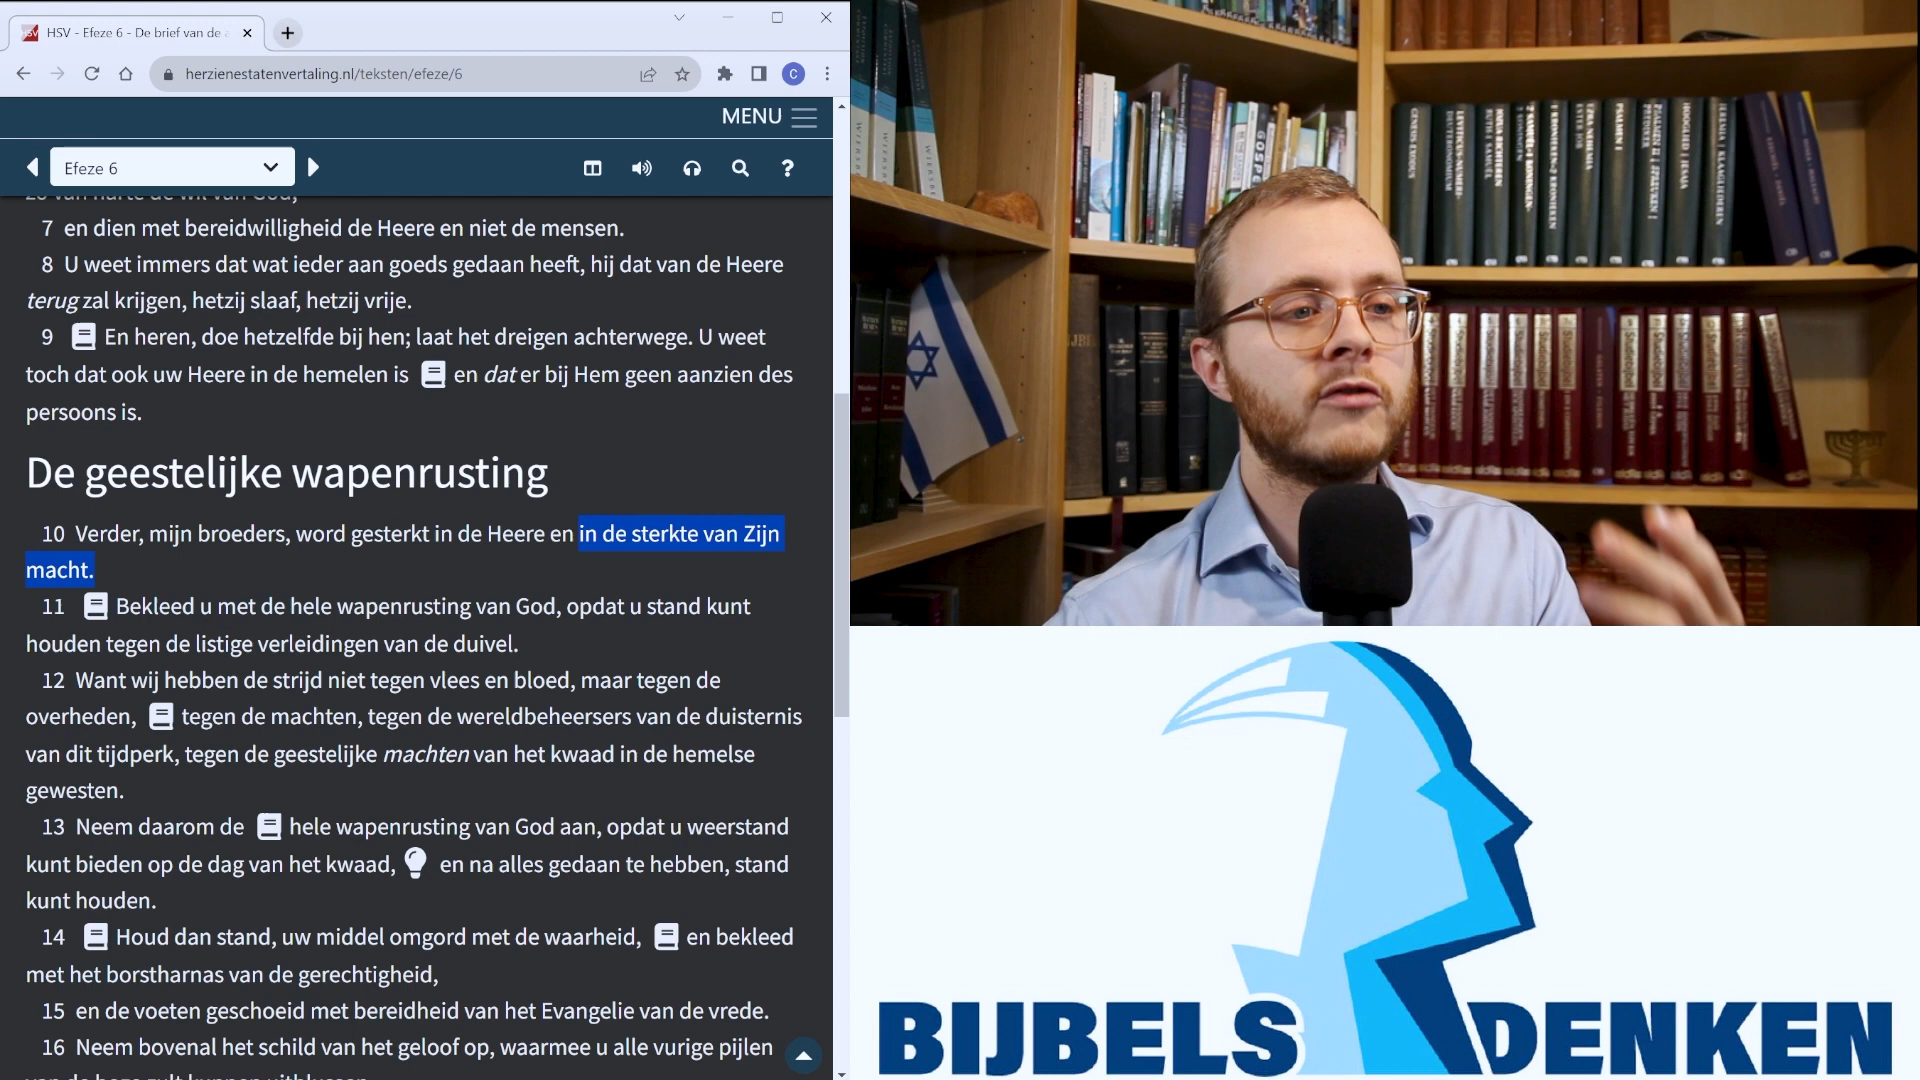 HSV - Efeze 6 - De brief van de a
herzienestatenvertaling.nl/teksten/efeze/6
C
MENU
Efeze 6
7 en dien met bereidwilligheid de Heere en niet de mensen.
8 U weet immers dat wat ieder aan goeds gedaan heeft, hij dat van de Heere
terug zal krijgen, hetzij slaaf, hetzij vrije.
9 En heren, doe hetzelfde bij hen; laat het dreigen achterwege. U weet
toch dat ook uw Heere in de hemelen is en dat er bij Hem geen aanzien des
persoons is.
De geestelijke wapenrusting
10 Verder, mijn broeders, word gesterkt in de Heere en in de sterkte van Zijn
macht.
11 Bekleed u met de hele wapenrusting van God, opdat u stand kunt
houden tegen de listige verleidingen van de duivel.
12 Want wij hebben de strijd niet tegen vlees en bloed, maar tegen de
overheden, tegen de machten, tegen de wereldbeheersers van de duisternis
van dit tijdperk, tegen de geestelijke machten van het kwaad in de hemelse
gewesten.
13 Neem daarom de hele wapenrusting van God aan, opdat u weerstand
kunt bieden op de dag van het kwaad, en na alles gedaan te hebben, stand
kunt houden.
14 Houd dan stand, uw middel omgord met de waarheid, en bekleed
met het borstharnas van de gerechtigheid,
15 en de voeten geschoeid met bereidheid van het Evangelie van de vrede.
16 Neem bovenal het schild van het geloof op, waarmee u alle vurige pijlen
BIJBELS DENKEN